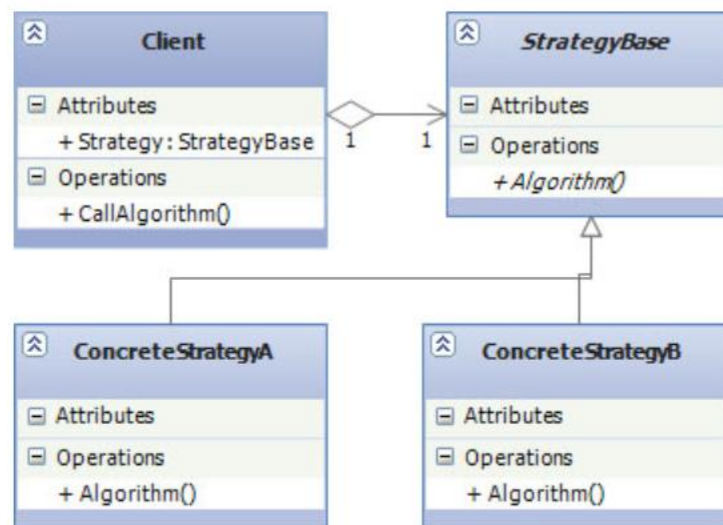 Client
Attributes
+ Strategy : StrategyBase
Operations
+ CallAlgorithm()
1
1
StrategyBase
Attributes
Operations
+ Algorithm()
ConcreteStrategyA
Attributes
Operations
+ Algorithm()
ConcreteStrategyB
Attributes
Operations
+ Algorithm()